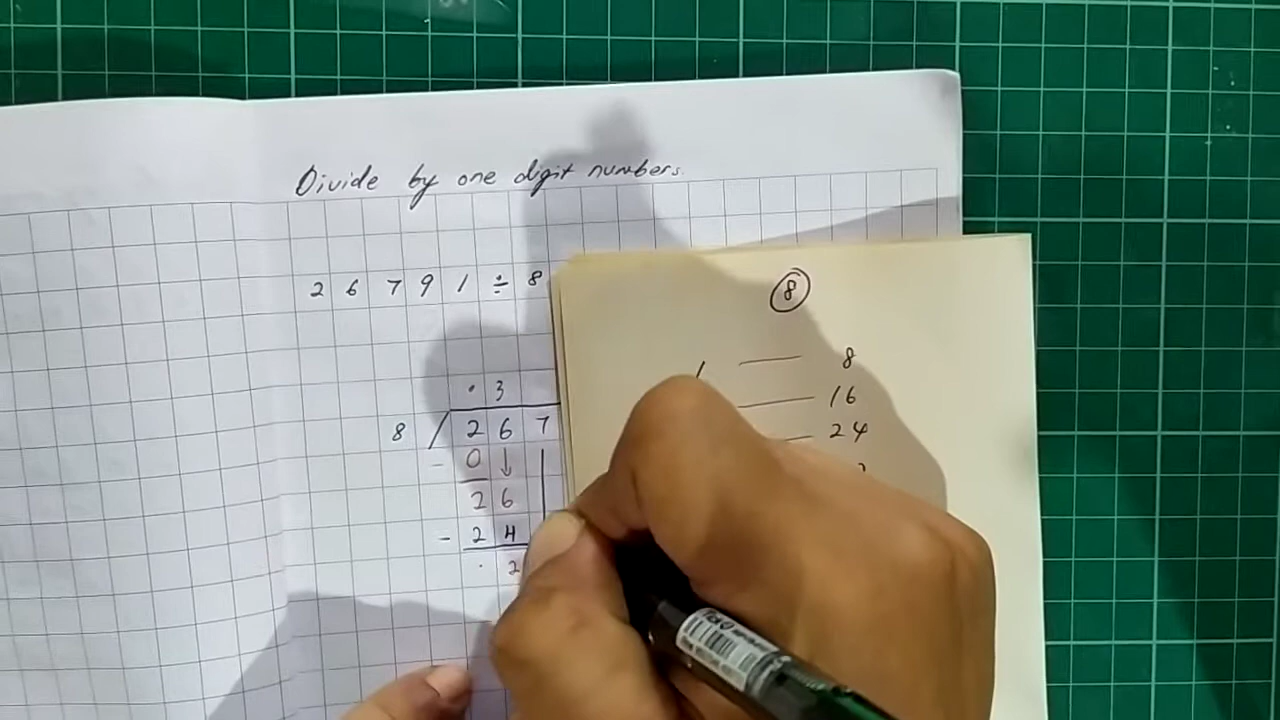 Divide by one digit numbers.
2 6 7 9 1 ÷ 8
· 3
8 / 2 6 7
- 0 ↓
2 6
- 2 4
· 2
8
1 — 8
— 16
— 24